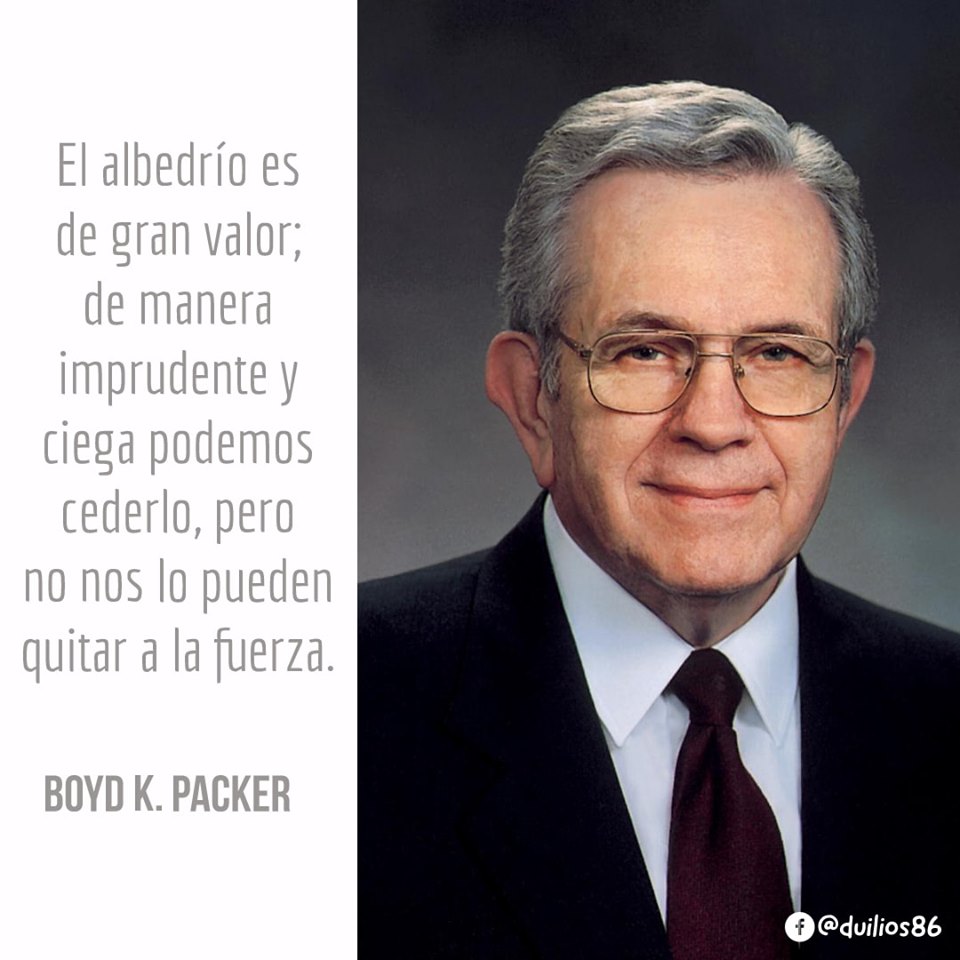 El albedrío es
de gran valor;
de manera
imprudente y
ciega podemos
cederlo, pero
no nos lo pueden
quitar a la fuerza.
BOYD K. PACKER
f @duilios86